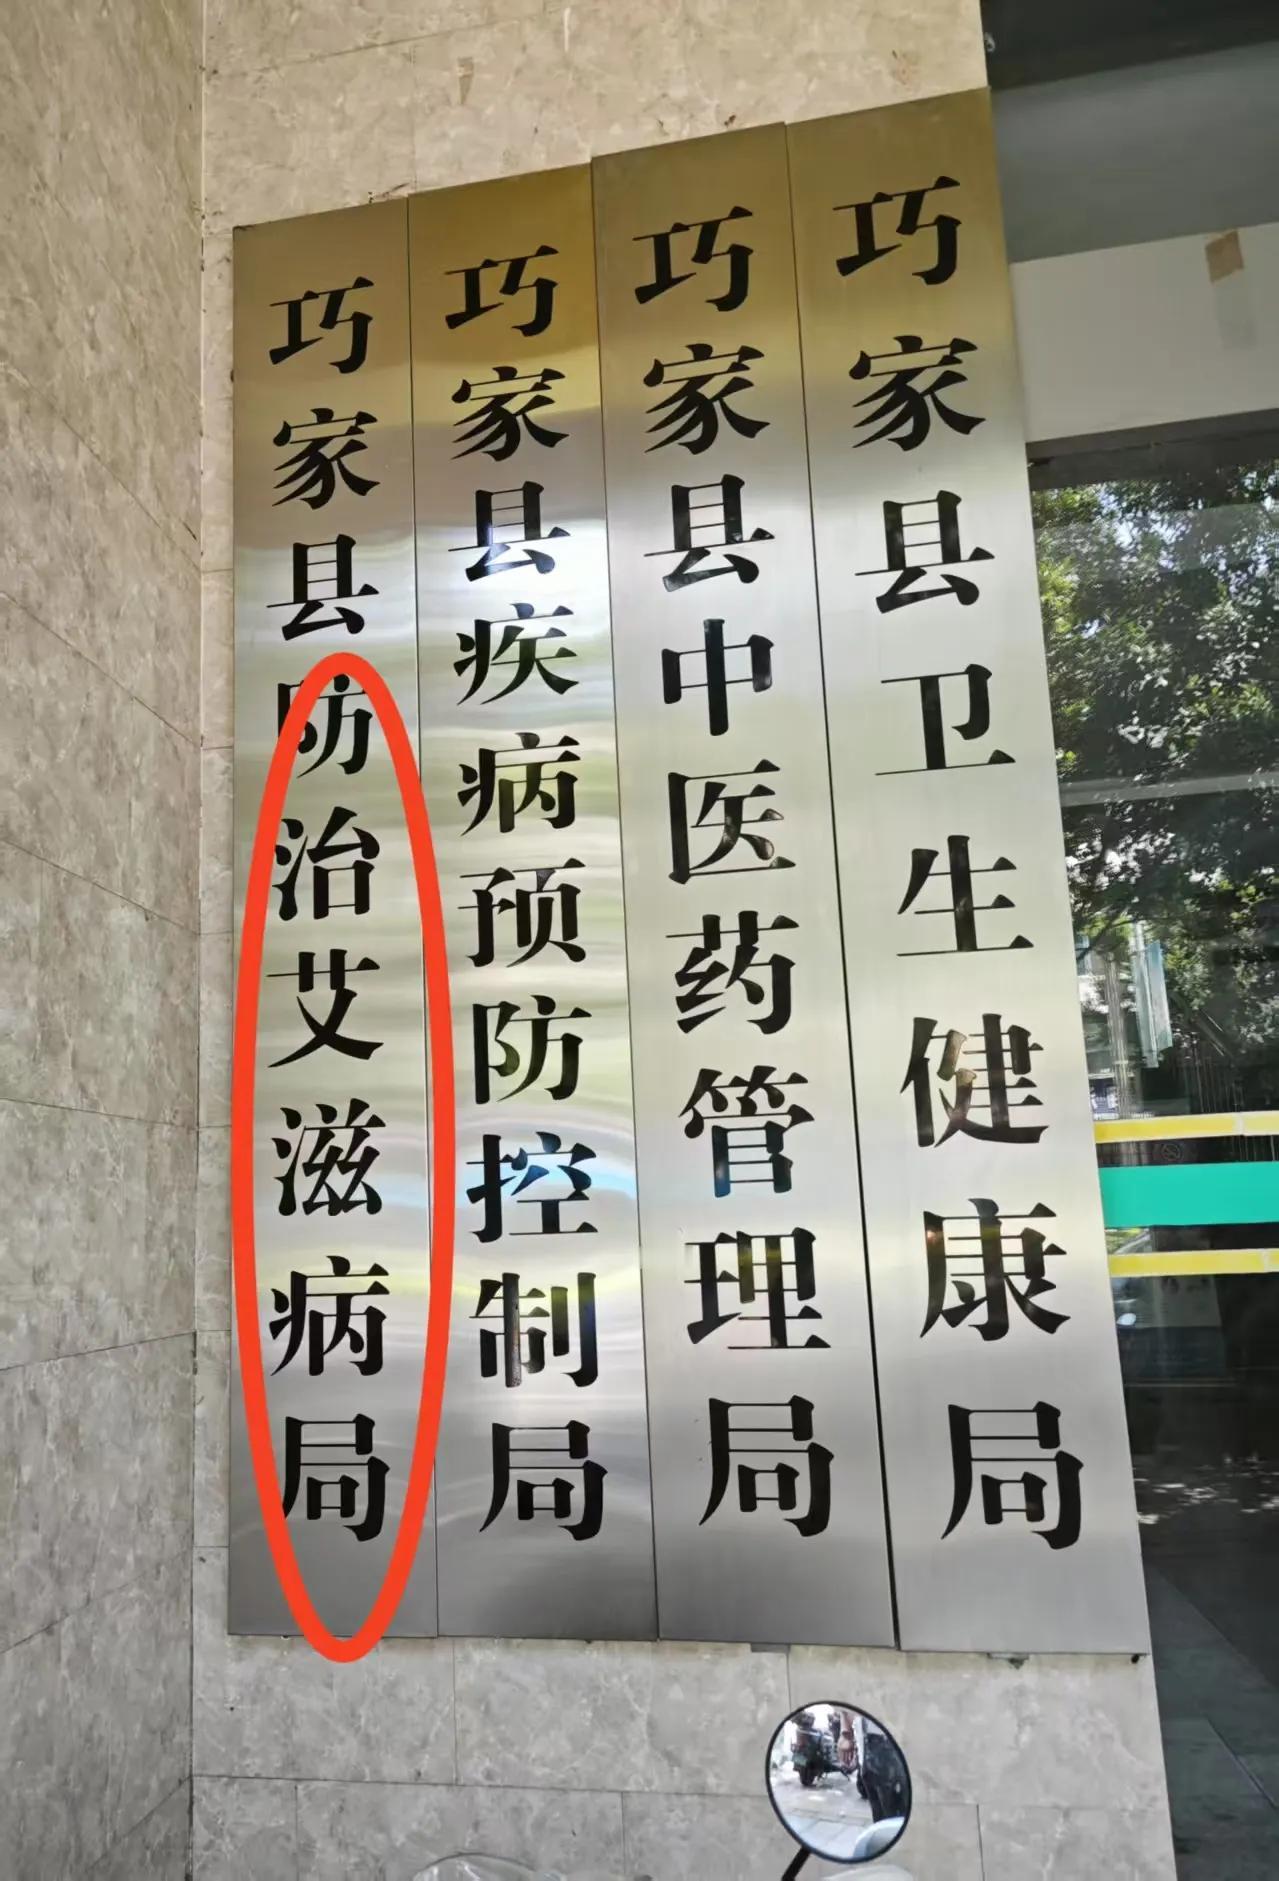 巧家县卫生健康局
巧家县中医药管理局
巧家县疾病预防控制局
巧家县防治艾滋病局